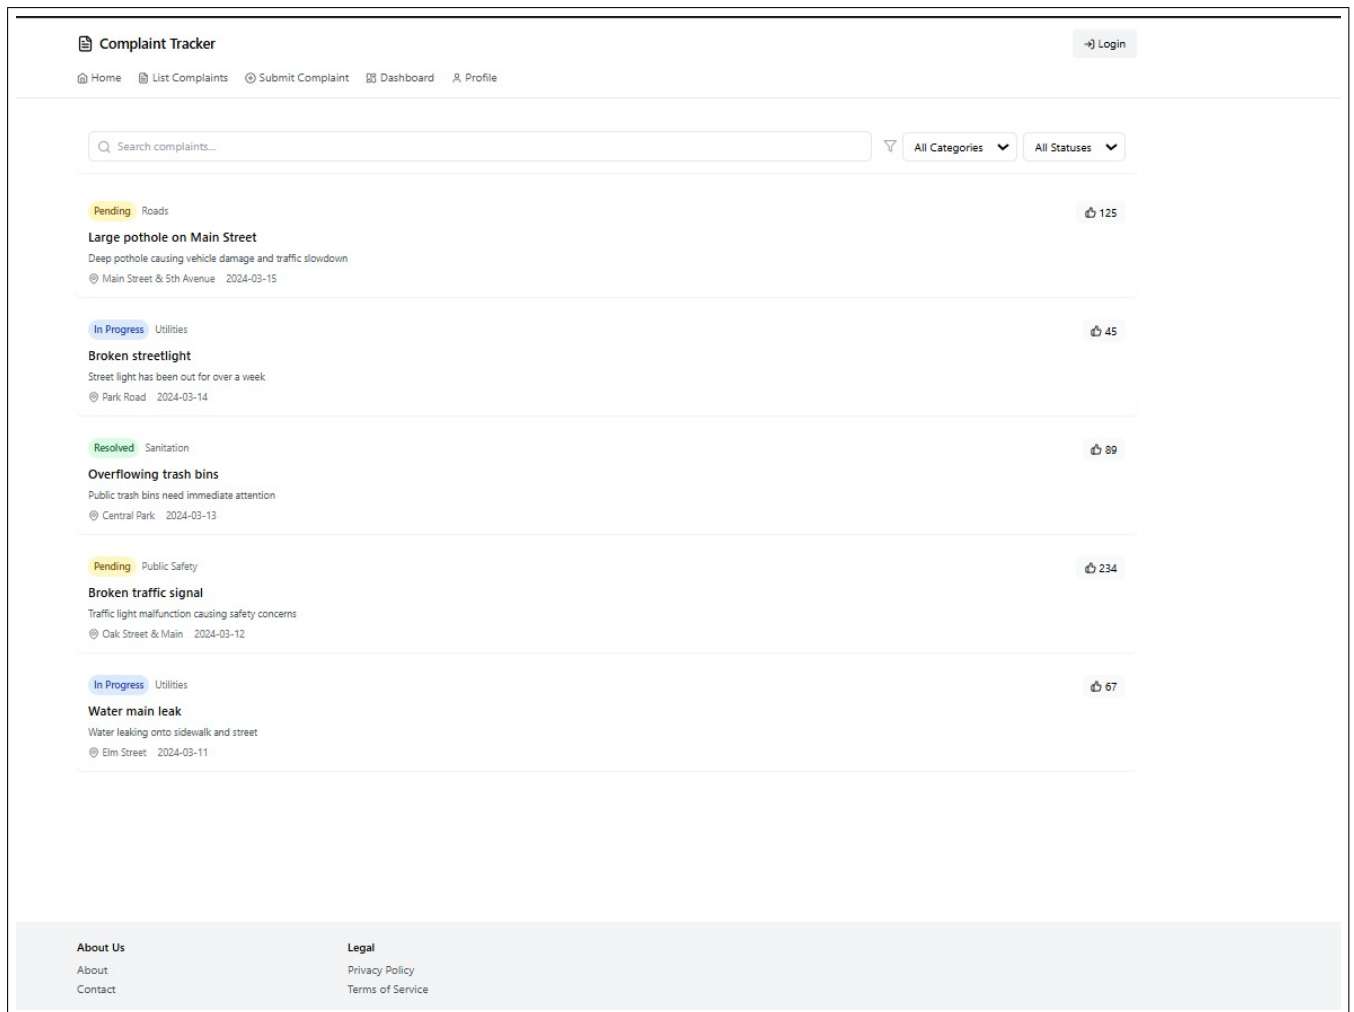 Complaint Tracker
Login
Home List Complaints Submit Complaint Dashboard Profile
Search complaints...
All Categories All Statuses
Pending Roads
125
Large pothole on Main Street
Deep pothole causing vehicle damage and traffic slowdown
Main Street & 5th Avenue 2024-03-15
In Progress Utilities
45
Broken streetlight
Street light has been out for over a week
Park Road 2024-03-14
Resolved Sanitation
89
Overflowing trash bins
Public trash bins need immediate attention
Central Park 2024-03-13
Pending Public Safety
234
Broken traffic signal
Traffic light malfunction causing safety concerns
Oak Street & Main 2024-03-12
In Progress Utilities
67
Water main leak
Water leaking onto sidewalk and street
Elm Street 2024-03-11
About Us Legal
About Privacy Policy
Contact Terms of Service